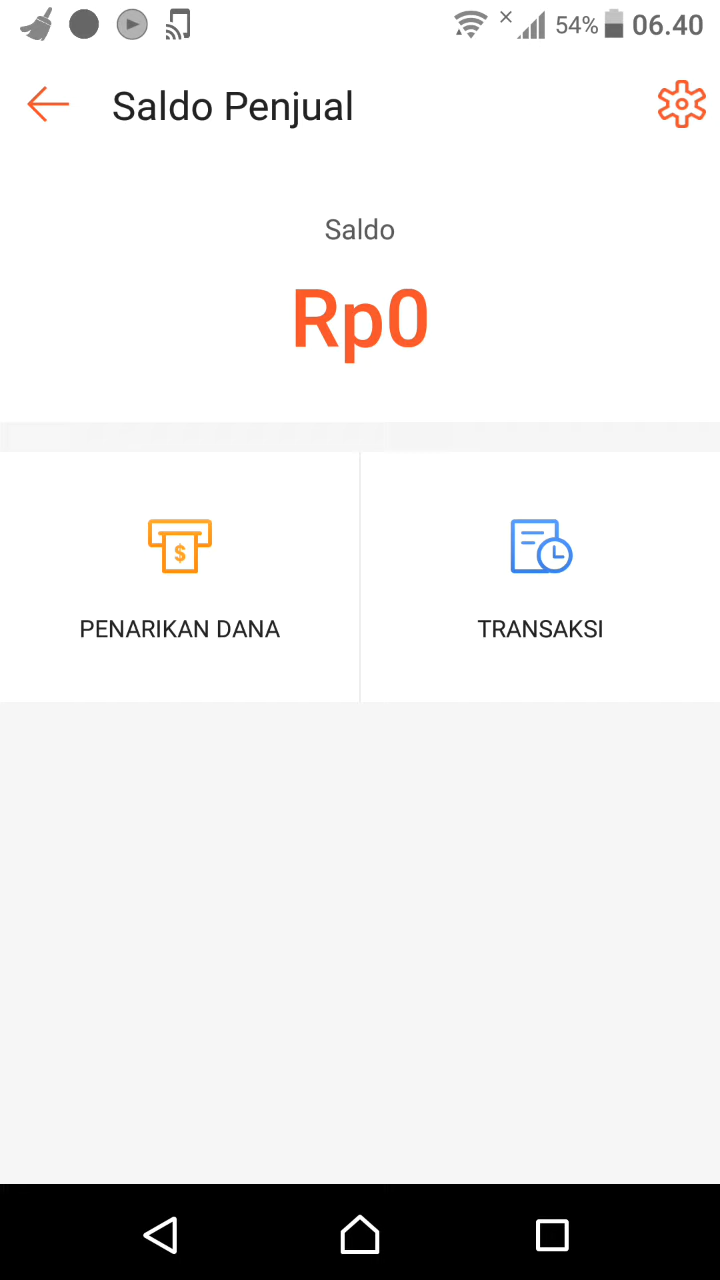 54% 06.40
Saldo Penjual
Saldo
Rp0
$
PENARIKAN DANA
TRANSAKSI